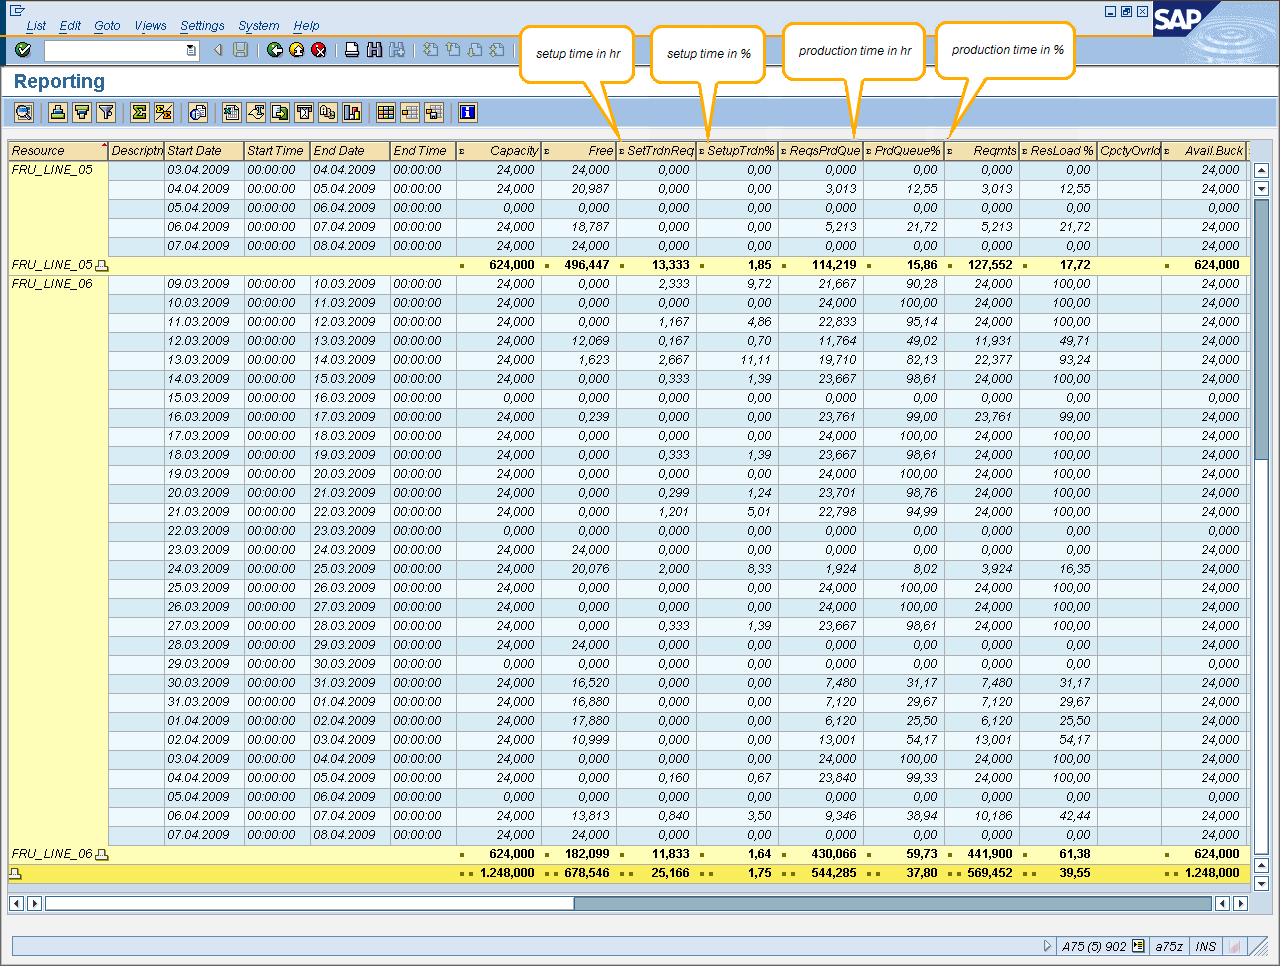 List Edit Goto Views Settings System Help
SAP
setup time in hr
setup time in %
production time in hr
production time in %
Reporting
Resource Descriptn Start Date Start Time End Date End Time Σ Capacity Σ Free Σ SetTrdnReq Σ SetupTrdn% Σ ReqsPrdQue Σ PrdQueue% Σ Reqmts Σ ResLoad % CpctyOvrld Σ Avail.Buck
FRU_LINE_05 03.04.2009 00:00:00 04.04.2009 00:00:00 24,000 24,000 0,000 0,00 0,000 0,00 0,000 0,00 24,000
04.04.2009 00:00:00 05.04.2009 00:00:00 24,000 20,987 0,000 0,00 3,013 12,55 3,013 12,55 24,000
05.04.2009 00:00:00 06.04.2009 00:00:00 0,000 0,000 0,000 0,00 0,000 0,00 0,000 0,00 0,000
06.04.2009 00:00:00 07.04.2009 00:00:00 24,000 18,787 0,000 0,00 5,213 21,72 5,213 21,72 24,000
07.04.2009 00:00:00 08.04.2009 00:00:00 24,000 24,000 0,000 0,00 0,000 0,00 0,000 0,00 24,000
FRU_LINE_05 624,000 496,447 13,333 1,85 114,219 15,86 127,552 17,72 624,000
FRU_LINE_06 09.03.2009 00:00:00 10.03.2009 00:00:00 24,000 0,000 2,333 9,72 21,667 90,28 24,000 100,00 24,000
10.03.2009 00:00:00 11.03.2009 00:00:00 24,000 0,000 0,000 0,00 24,000 100,00 24,000 100,00 24,000
11.03.2009 00:00:00 12.03.2009 00:00:00 24,000 0,000 1,167 4,86 22,833 95,14 24,000 100,00 24,000
12.03.2009 00:00:00 13.03.2009 00:00:00 24,000 12,069 0,167 0,70 11,764 49,02 11,931 49,71 24,000
13.03.2009 00:00:00 14.03.2009 00:00:00 24,000 1,623 2,667 11,11 19,710 82,13 22,377 93,24 24,000
14.03.2009 00:00:00 15.03.2009 00:00:00 24,000 0,000 0,333 1,39 23,667 98,61 24,000 100,00 24,000
15.03.2009 00:00:00 16.03.2009 00:00:00 0,000 0,000 0,000 0,00 0,000 0,00 0,000 0,00 0,000
16.03.2009 00:00:00 17.03.2009 00:00:00 24,000 0,239 0,000 0,00 23,761 99,00 23,761 99,00 24,000
17.03.2009 00:00:00 18.03.2009 00:00:00 24,000 0,000 0,000 0,00 24,000 100,00 24,000 100,00 24,000
18.03.2009 00:00:00 19.03.2009 00:00:00 24,000 0,000 0,333 1,39 23,667 98,61 24,000 100,00 24,000
19.03.2009 00:00:00 20.03.2009 00:00:00 24,000 0,000 0,000 0,00 24,000 100,00 24,000 100,00 24,000
20.03.2009 00:00:00 21.03.2009 00:00:00 24,000 0,000 0,299 1,24 23,701 98,76 24,000 100,00 24,000
21.03.2009 00:00:00 22.03.2009 00:00:00 24,000 0,000 1,201 5,01 22,798 94,99 24,000 100,00 24,000
22.03.2009 00:00:00 23.03.2009 00:00:00 0,000 0,000 0,000 0,00 0,000 0,00 0,000 0,00 0,000
23.03.2009 00:00:00 24.03.2009 00:00:00 24,000 24,000 0,000 0,00 0,000 0,00 0,000 0,00 24,000
24.03.2009 00:00:00 25.03.2009 00:00:00 24,000 20,076 2,000 8,33 1,924 8,02 3,924 16,35 24,000
25.03.2009 00:00:00 26.03.2009 00:00:00 24,000 0,000 0,000 0,00 24,000 100,00 24,000 100,00 24,000
26.03.2009 00:00:00 27.03.2009 00:00:00 24,000 0,000 0,000 0,00 24,000 100,00 24,000 100,00 24,000
27.03.2009 00:00:00 28.03.2009 00:00:00 24,000 0,000 0,333 1,39 23,667 98,61 24,000 100,00 24,000
28.03.2009 00:00:00 29.03.2009 00:00:00 24,000 24,000 0,000 0,00 0,000 0,00 0,000 0,00 24,000
29.03.2009 00:00:00 30.03.2009 00:00:00 0,000 0,000 0,000 0,00 0,000 0,00 0,000 0,00 0,000
30.03.2009 00:00:00 31.03.2009 00:00:00 24,000 16,520 0,000 0,00 7,480 31,17 7,480 31,17 24,000
31.03.2009 00:00:00 01.04.2009 00:00:00 24,000 16,880 0,000 0,00 7,120 29,67 7,120 29,67 24,000
01.04.2009 00:00:00 02.04.2009 00:00:00 24,000 17,880 0,000 0,00 6,120 25,50 6,120 25,50 24,000
02.04.2009 00:00:00 03.04.2009 00:00:00 24,000 10,999 0,000 0,00 13,001 54,17 13,001 54,17 24,000
03.04.2009 00:00:00 04.04.2009 00:00:00 24,000 0,000 0,000 0,00 24,000 100,00 24,000 100,00 24,000
04.04.2009 00:00:00 05.04.2009 00:00:00 24,000 0,000 0,160 0,67 23,840 99,33 24,000 100,00 24,000
05.04.2009 00:00:00 06.04.2009 00:00:00 0,000 0,000 0,000 0,00 0,000 0,00 0,000 0,00 0,000
06.04.2009 00:00:00 07.04.2009 00:00:00 24,000 13,813 0,840 3,50 9,346 38,94 10,186 42,44 24,000
07.04.2009 00:00:00 08.04.2009 00:00:00 24,000 24,000 0,000 0,00 0,000 0,00 0,000 0,00 24,000
FRU_LINE_06 624,000 182,099 11,833 1,64 430,066 59,73 441,900 61,38 624,000
1.248,000 678,546 25,166 1,75 544,285 37,80 569,452 39,55 1.248,000
A75 (5) 902 a75z INS